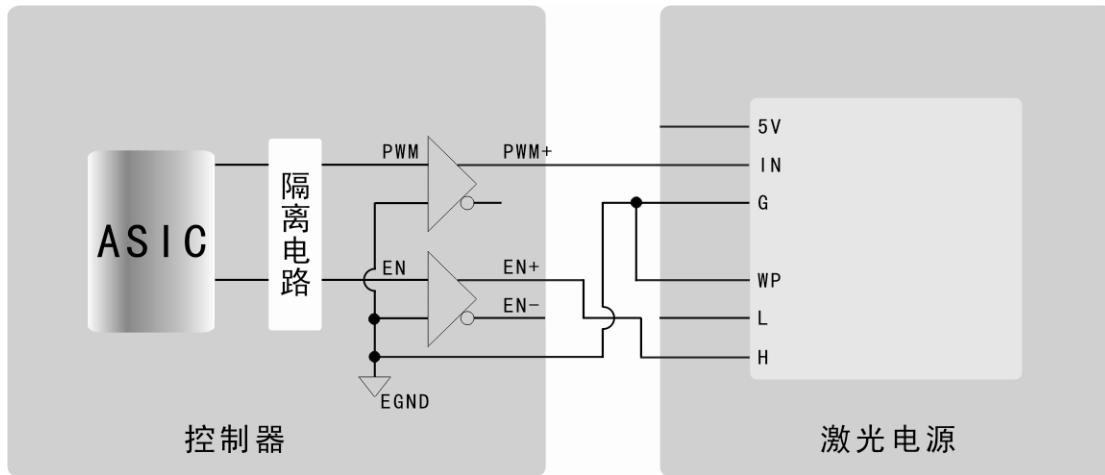 ASIC
隔离电路
PWM
PWM+
EN
EN+
EN-
EGND
控制器
5V
IN
G
WP
L
H
激光电源